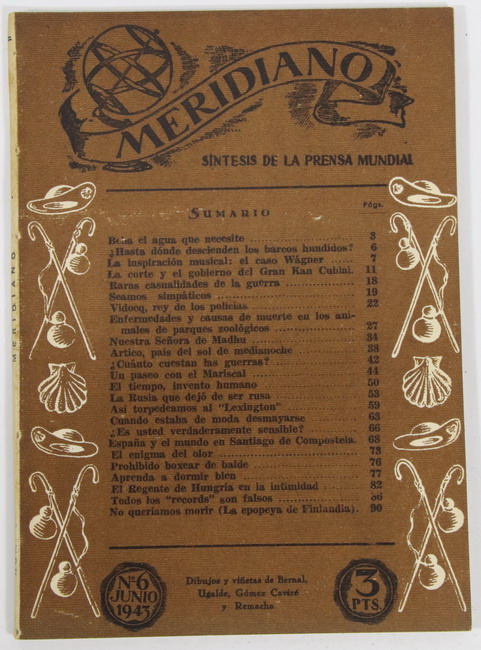 MERIDIANO
SÍNTESIS DE LA PRENSA MUNDIAL
SUMARIO
Págs.
Beba el agua que necesite 3
¿Hasta dónde descienden los barcos hundidos? 6
La inspiración musical: el caso Wágner 7
La corte y el gobierno del Gran Kan Cublai. 11
Raras casualidades de la guerra 18
Seamos simpáticos 19
Vidocq, rey de los policías 22
Enfermedades y causas de muerte en los ani-
males de parques zoológicos 27
Nuestra Señora de Madhu 34
Artico, país del sol de medianoche 38
¿Cuánto cuestan las guerras? 42
Un paseo con el Mariscal 44
El tiempo, invento humano 50
La Rusia que dejó de ser rusa 53
Así torpedeamos al "Lexington" 59
Cuando estaba de moda desmayarse 63
¿Es usted verdaderamente sensible? 66
España y el mundo en Santiago de Compostela. 68
El enigma del olor 73
Prohibido boxear de balde 76
Aprenda a dormir bien 77
El Regente de Hungría en la intimidad 82
Todos los "records" son falsos 86
No queríamos morir (La epopeya de Finlandia). 90
Nº 6
JUNIO
1943
Dibujos y viñetas de Bernal,
Ugalde, Gómez Caviró
y Remacha
3
PTS.
MERIDIANO